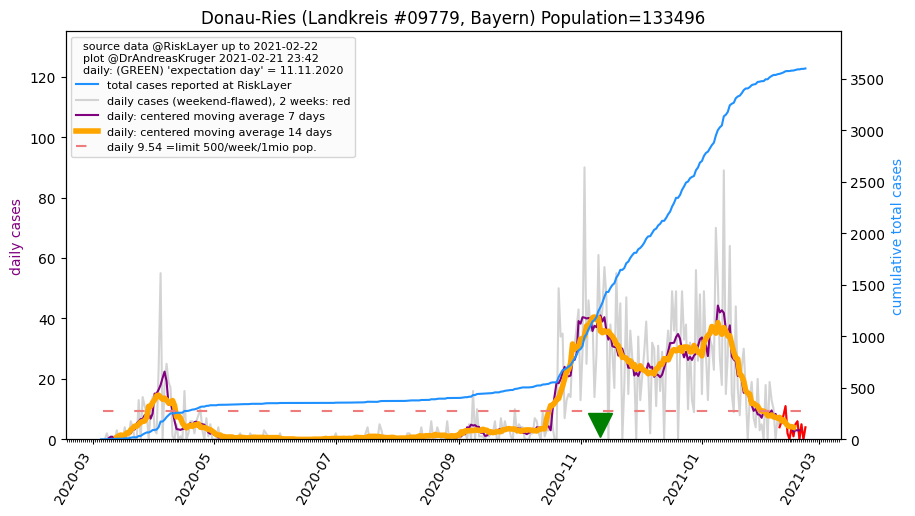 Donau-Ries (Landkreis #09779, Bayern) Population=133496
source data @RiskLayer up to 2021-02-22
plot @DrAndreasKruger 2021-02-21 23:42
daily: (GREEN) 'expectation day' = 11.11.2020
total cases reported at RiskLayer
daily cases (weekend-flawed), 2 weeks: red
daily: centered moving average 7 days
daily: centered moving average 14 days
daily 9.54 =limit 500/week/1mio pop.
daily cases
120
100
80
60
40
20
0
3500
3000
2500
2000
1500
1000
500
0
cumulative total cases
2020-03
2020-05
2020-07
2020-09
2020-11
2021-01
2021-03